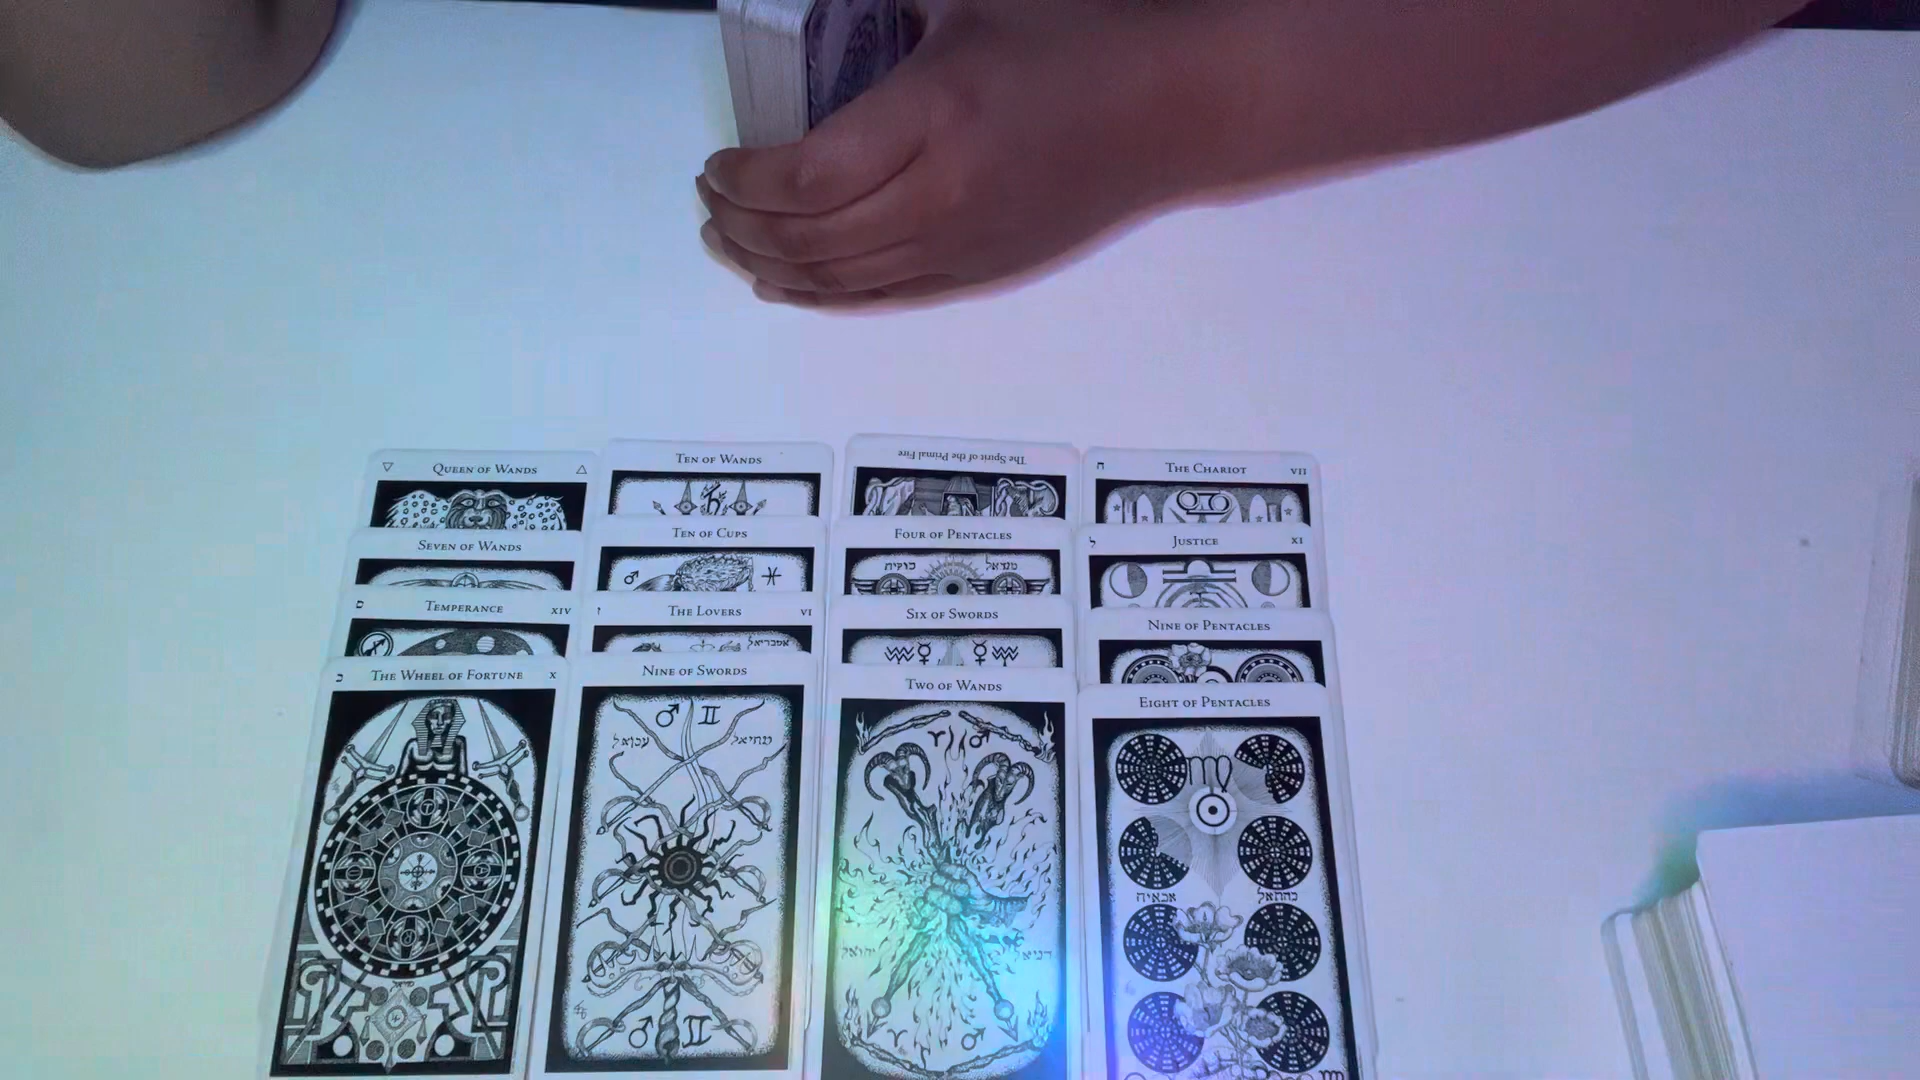 QUEEN OF WANDS
TEN OF WANDS
The Spirit of the Primal Fire
ח THE CHARIOT VII
SEVEN OF WANDS
TEN OF CUPS
FOUR OF PENTACLES
ל JUSTICE XI
TEMPERANCE XIV
ז THE LOVERS VI
SIX OF SWORDS
NINE OF PENTACLES
כ THE WHEEL OF FORTUNE X
NINE OF SWORDS
TWO OF WANDS
EIGHT OF PENTACLES